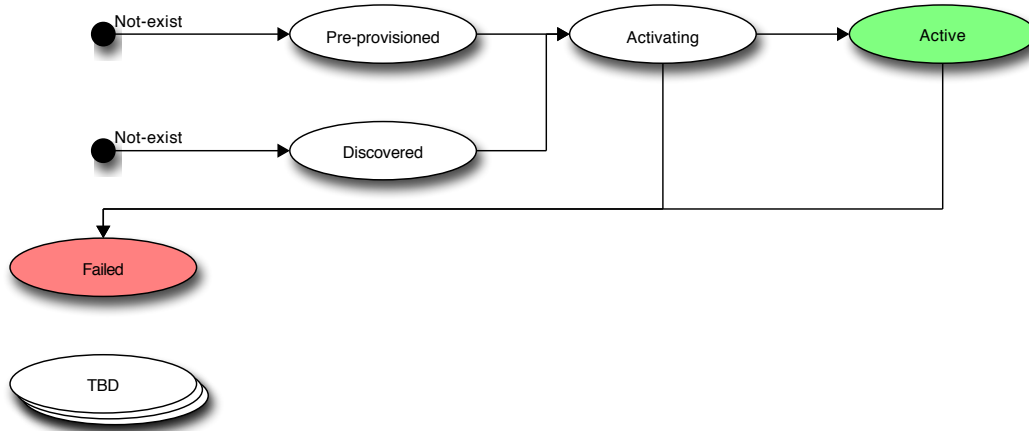 Not-exist
Pre-provisioned
Activating
Active
Not-exist
Discovered
Failed
TBD